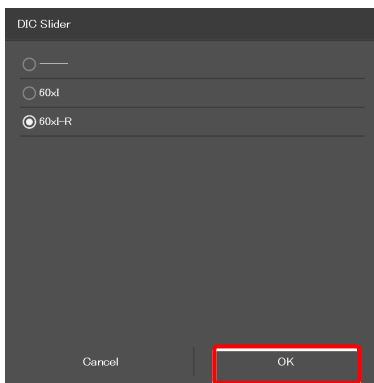 DIC Slider
———
60xI
60xI-R
Cancel
OK